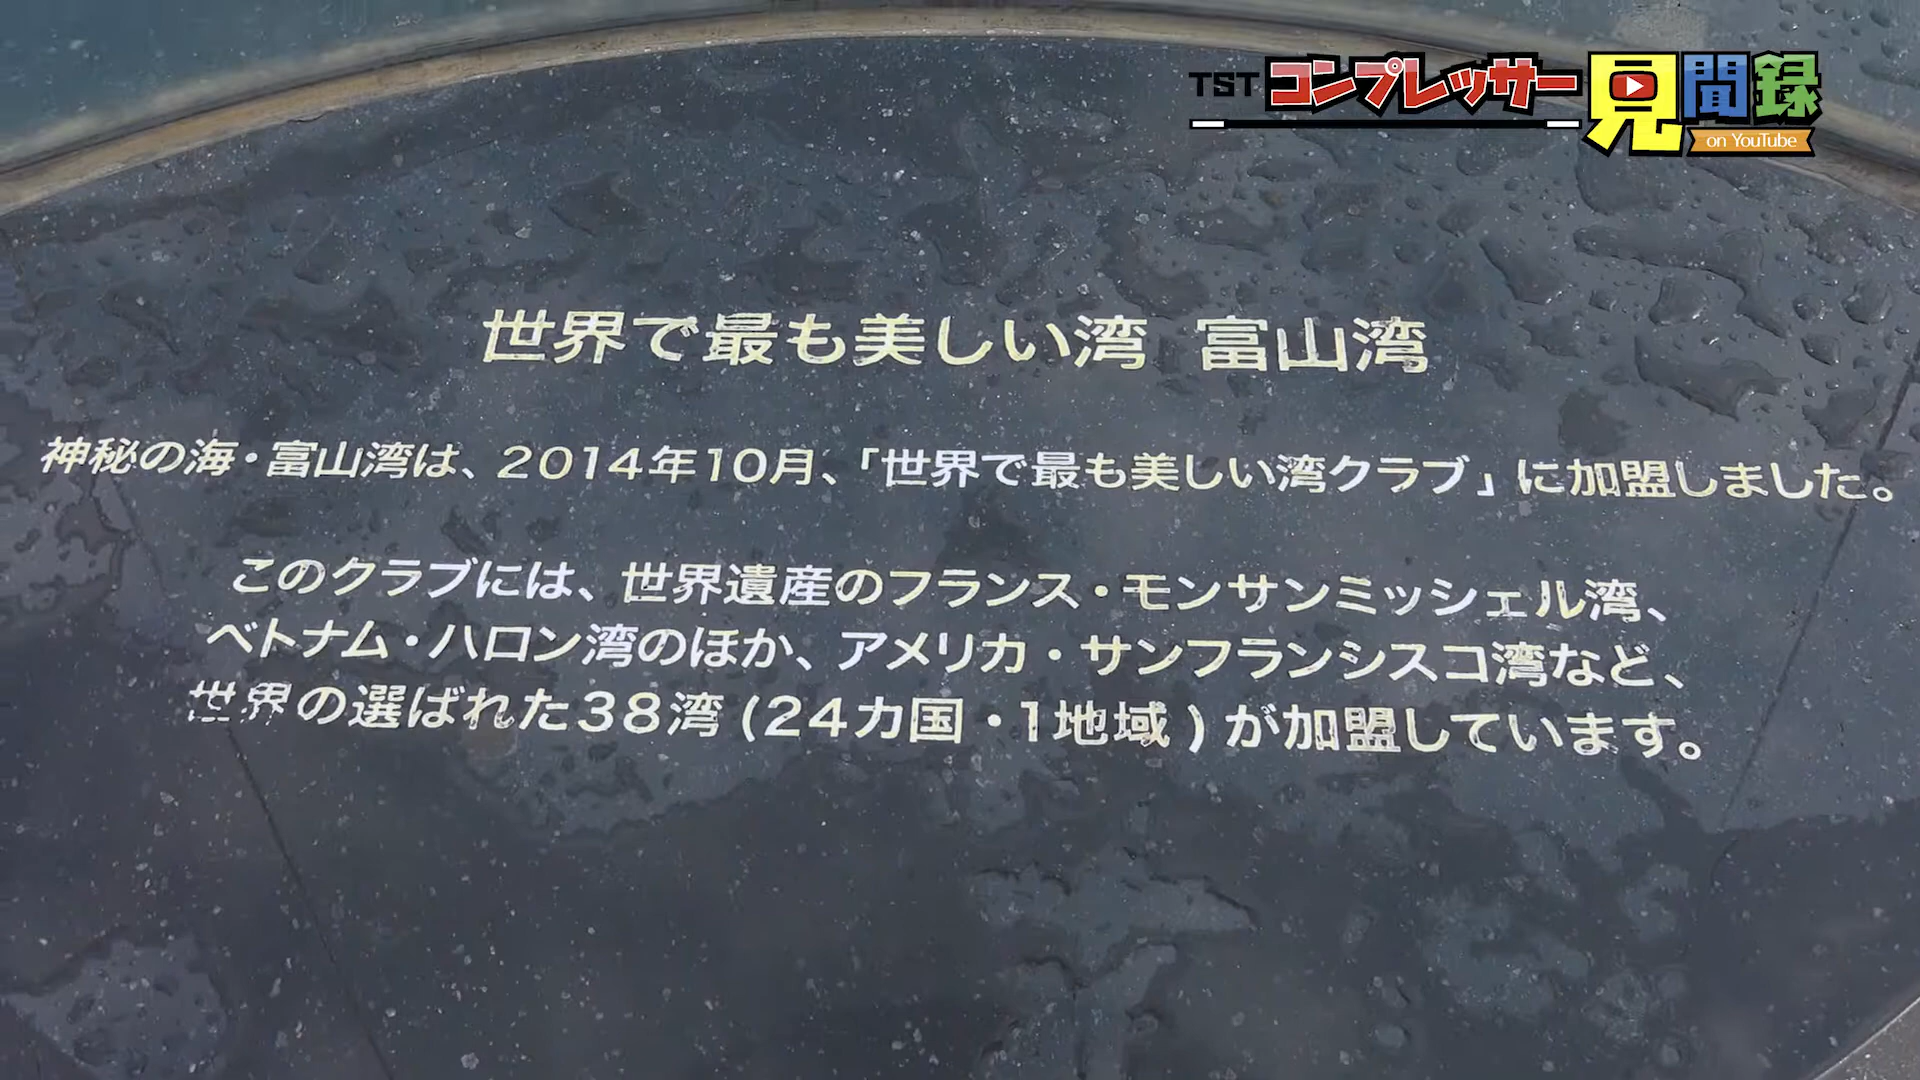 TST コンプレッサー見聞録
on YouTube
世界で最も美しい湾 富山湾
神秘の海・富山湾は、2014年10月、「世界で最も美しい湾クラブ」に加盟しました。
このクラブには、世界遺産のフランス・モンサンミッシェル湾、
ベトナム・ハロン湾のほか、アメリカ・サンフランシスコ湾など、
世界の選ばれた38湾(24カ国・1地域)が加盟しています。